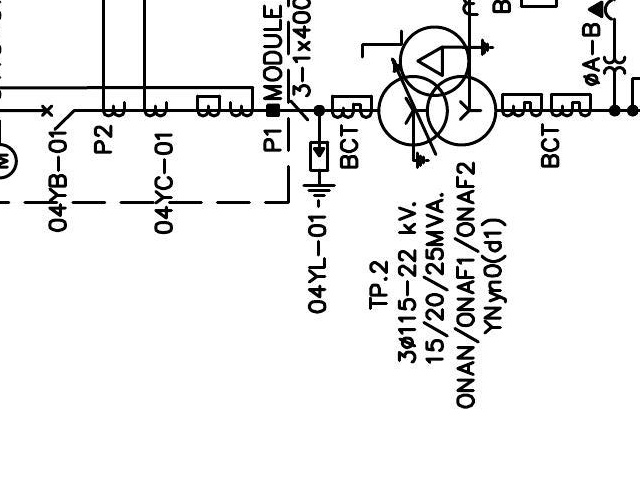 M
04YB-01
P2
04YC-01
P1
MODULE
3-1x400
04YL-01
BCT
TP.2
3ø115-22 kV.
15/20/25MVA.
ONAN/ONAF1/ONAF2
YNyn0(d1)
BCT
B
øA-B